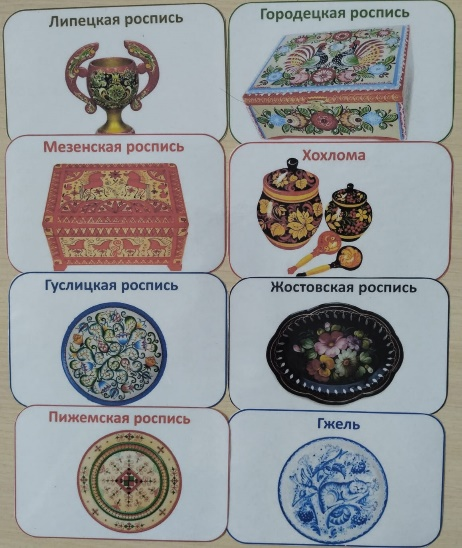 Липецкая роспись
Городецкая роспись
Мезенская роспись
Хохлома
Гуслицкая роспись
Жостовская роспись
Пижемская роспись
Гжель